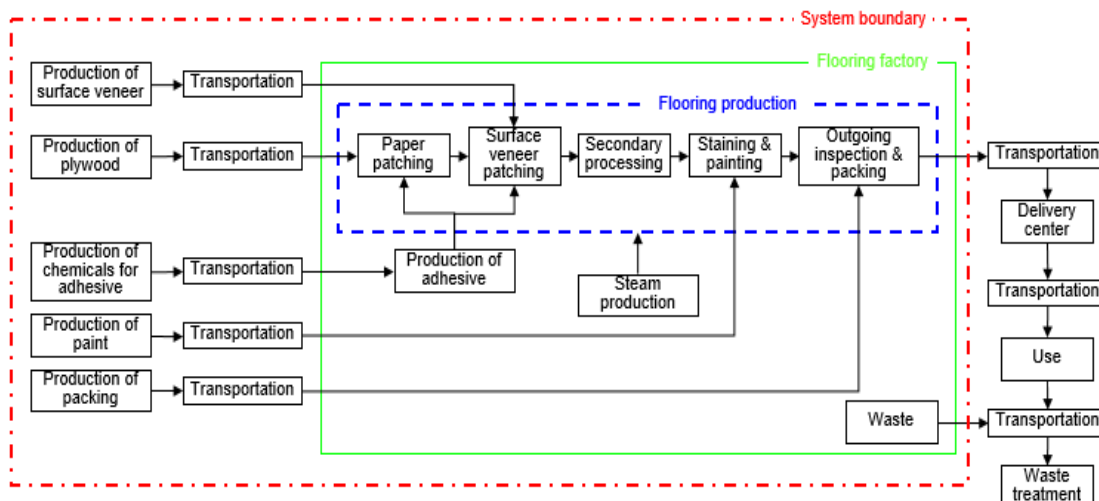 System boundary
Flooring factory
Production of
surface veneer
Transportation
Flooring production
Production of
plywood
Transportation
Paper
patching
Surface
veneer
patching
Secondary
processing
Staining &
painting
Outgoing
inspection &
packing
Transportation
Delivery
center
Production of
chemicals for
adhesive
Transportation
Production of
adhesive
Steam
production
Transportation
Production of
paint
Transportation
Use
Production of
packing
Transportation
Waste
Transportation
Waste
treatment